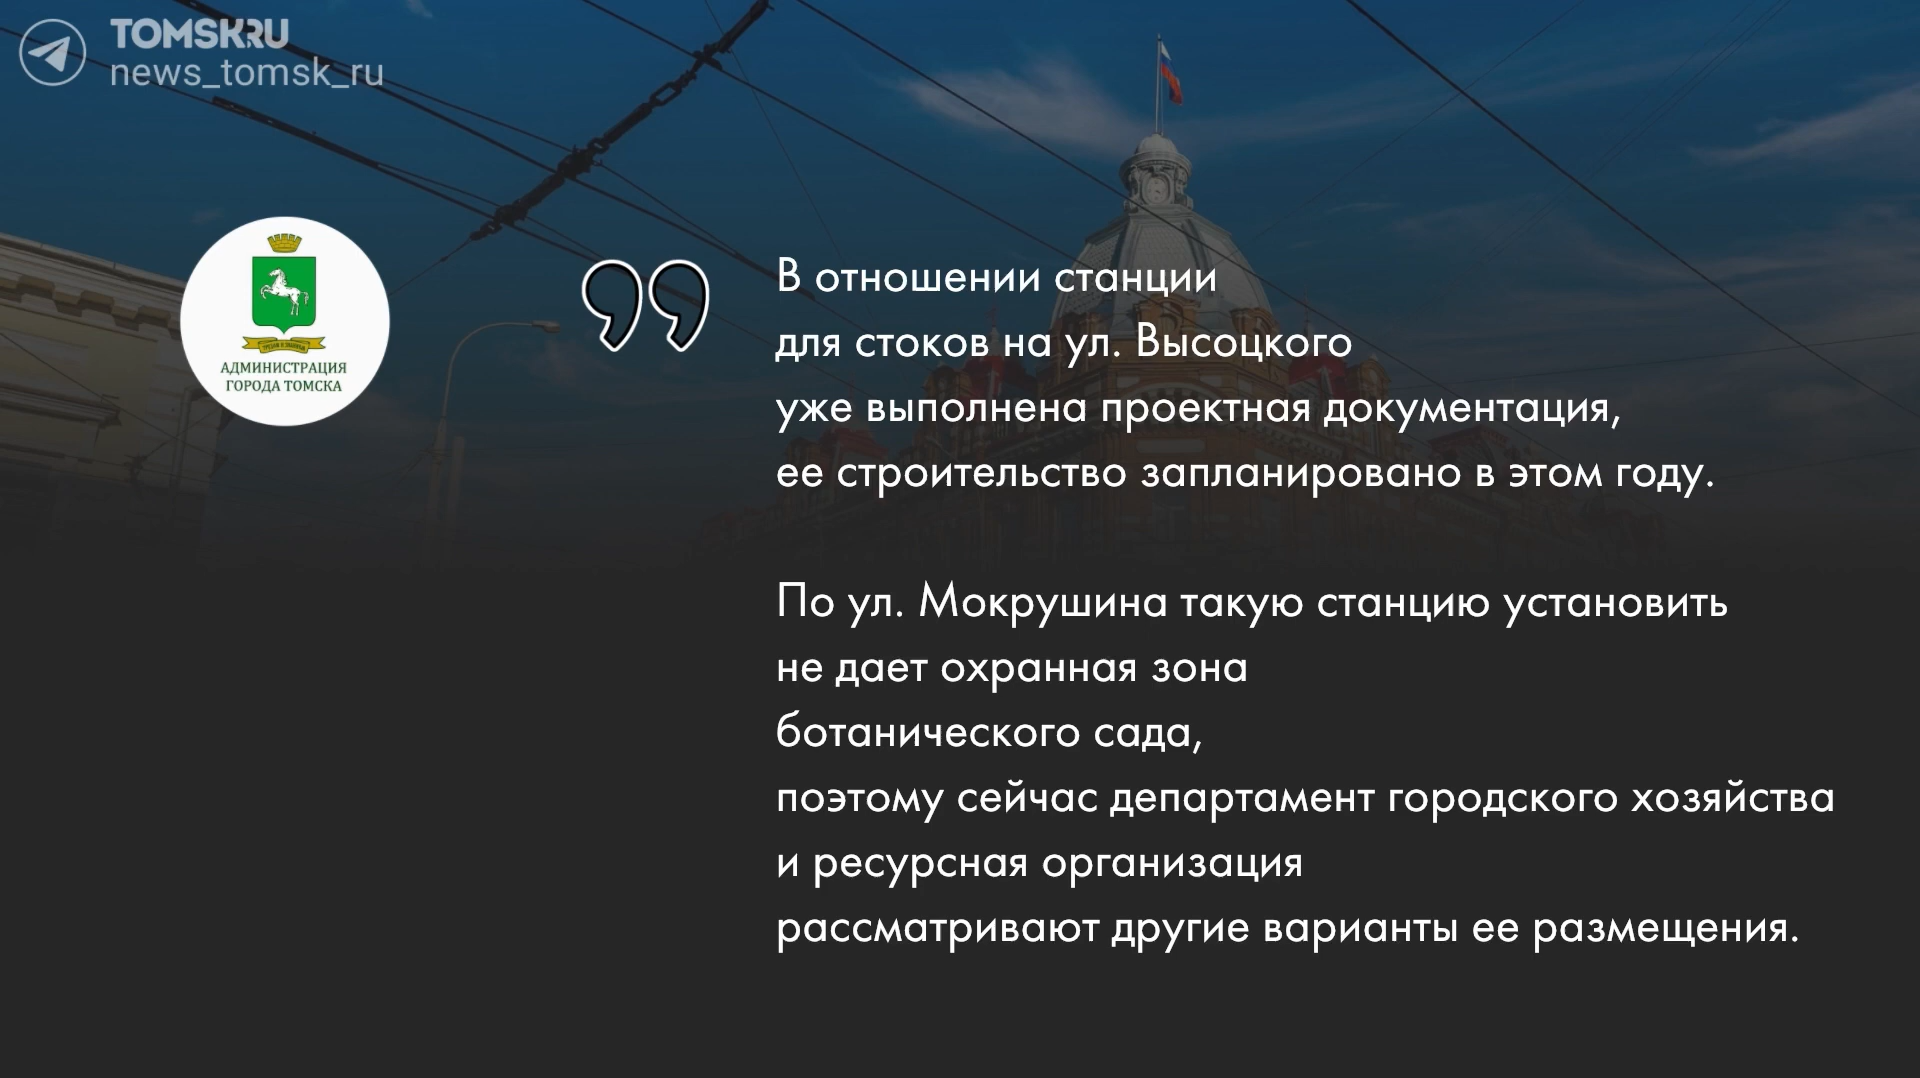 TOMSKRU
news_tomsk_ru
АДМИНИСТРАЦИЯ
ГОРОДА ТОМСКА
В отношении станции
для стоков на ул. Высоцкого
уже выполнена проектная документация,
ее строительство запланировано в этом году.
По ул. Мокрушина такую станцию установить
не дает охранная зона
ботанического сада,
поэтому сейчас департамент городского хозяйства
и ресурсная организация
рассматривают другие варианты ее размещения.